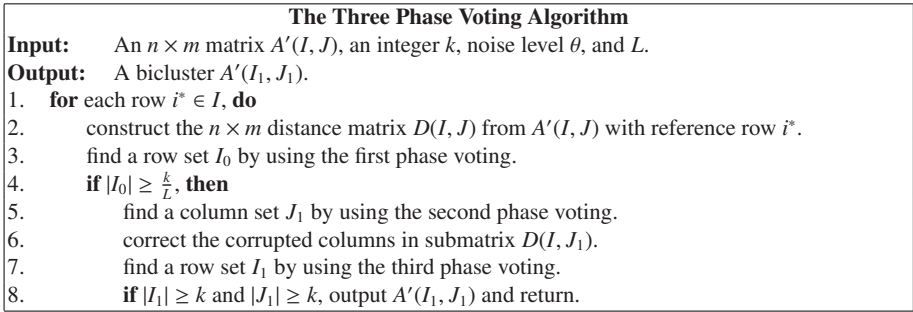 The Three Phase Voting Algorithm
Input: An n × m matrix A′(I, J), an integer k, noise level θ, and L.
Output: A bicluster A′(I₁, J₁).
1. for each row i* ∈ I, do
2. construct the n × m distance matrix D(I, J) from A′(I, J) with reference row i*.
3. find a row set I₀ by using the first phase voting.
4. if |I₀| ≥ k/L, then
5. find a column set J₁ by using the second phase voting.
6. correct the corrupted columns in submatrix D(I, J₁).
7. find a row set I₁ by using the third phase voting.
8. if |I₁| ≥ k and |J₁| ≥ k, output A′(I₁, J₁) and return.